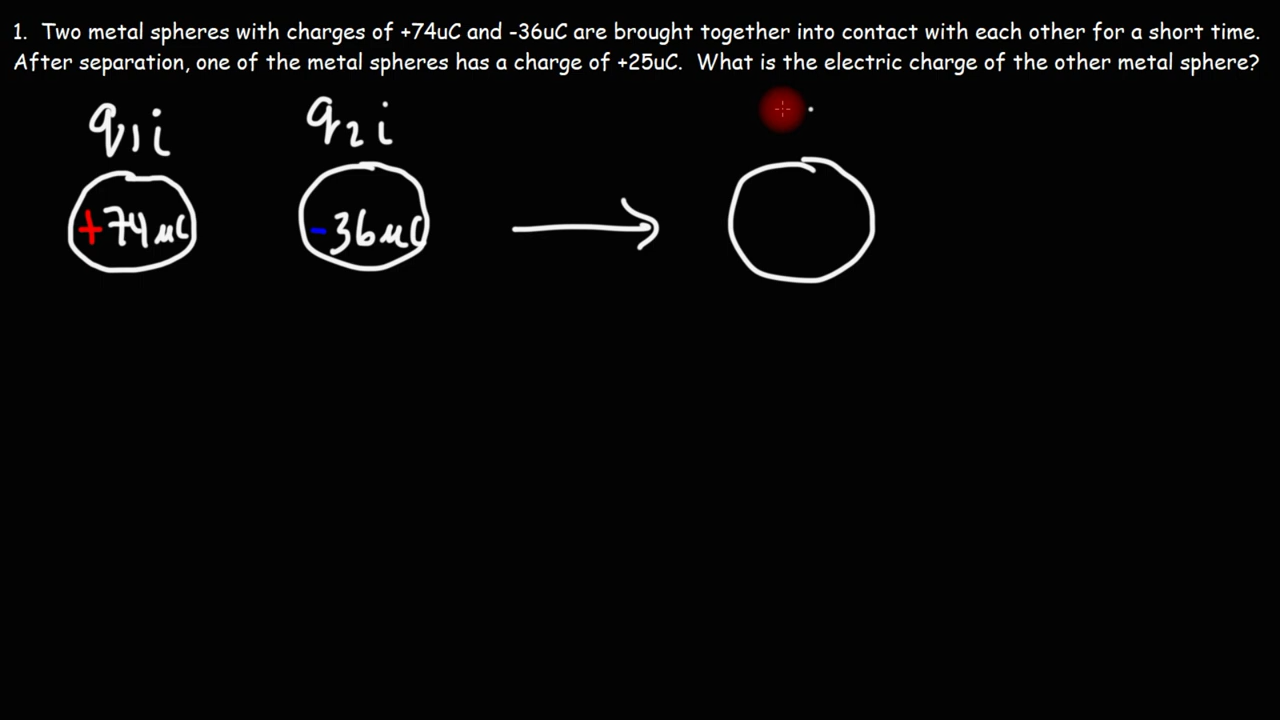 1. Two metal spheres with charges of +74uC and -36uC are brought together into contact with each other for a short time.
After separation, one of the metal spheres has a charge of +25uC. What is the electric charge of the other metal sphere?
q1i q2i
+74μC -36μC